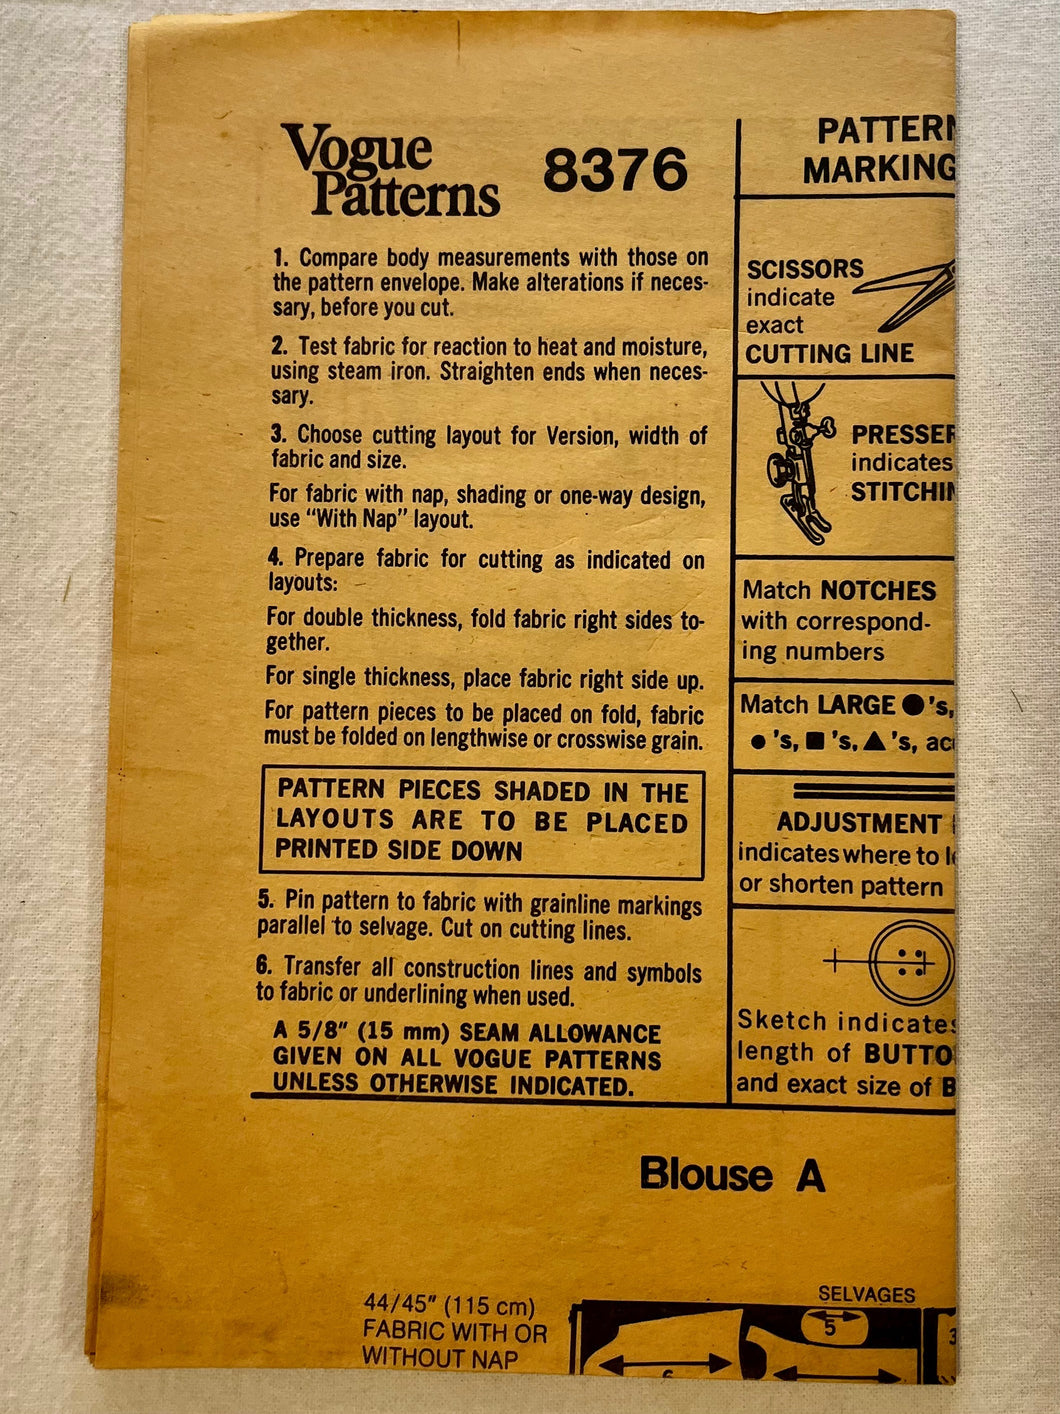 Vogue
Patterns
8376
1. Compare body measurements with those on
the pattern envelope. Make alterations if neces-
sary, before you cut.
2. Test fabric for reaction to heat and moisture,
using steam iron. Straighten ends when neces-
sary.
3. Choose cutting layout for Version, width of
fabric and size.
For fabric with nap, shading or one-way design,
use "With Nap" layout.
4. Prepare fabric for cutting as indicated on
layouts:
For double thickness, fold fabric right sides to-
gether.
For single thickness, place fabric right side up.
For pattern pieces to be placed on fold, fabric
must be folded on lengthwise or crosswise grain.
PATTERN PIECES SHADED IN THE
LAYOUTS ARE TO BE PLACED
PRINTED SIDE DOWN
5. Pin pattern to fabric with grainline markings
parallel to selvage. Cut on cutting lines.
6. Transfer all construction lines and symbols
to fabric or underlining when used.
A 5/8" (15 mm) SEAM ALLOWANCE
GIVEN ON ALL VOGUE PATTERNS
UNLESS OTHERWISE INDICATED.
PATTERN
MARKING
SCISSORS
indicate
exact
CUTTING LINE
PRESSER
indicates
STITCHIN
Match NOTCHES
with correspond-
ing numbers
Match LARGE ●'s,
●'s, ■'s, ▲'s, ac
ADJUSTMENT
indicates where to l
or shorten pattern
Sketch indicates
length of BUTTO
and exact size of B
Blouse A
44/45" (115 cm)
FABRIC WITH OR
WITHOUT NAP
SELVAGES
5
3